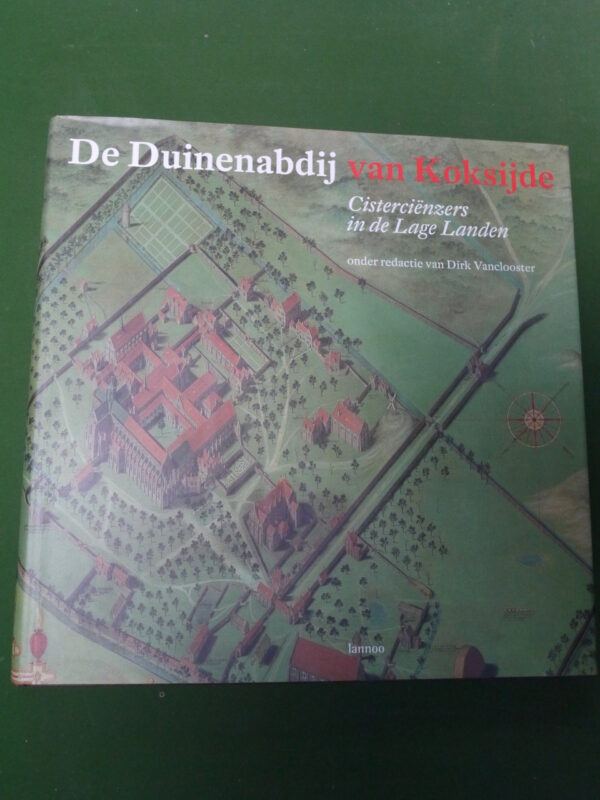 De Duinenabdij van Koksijde
Cisterciënzers
in de Lage Landen
onder redactie van Dirk Vanclooster
lannoo